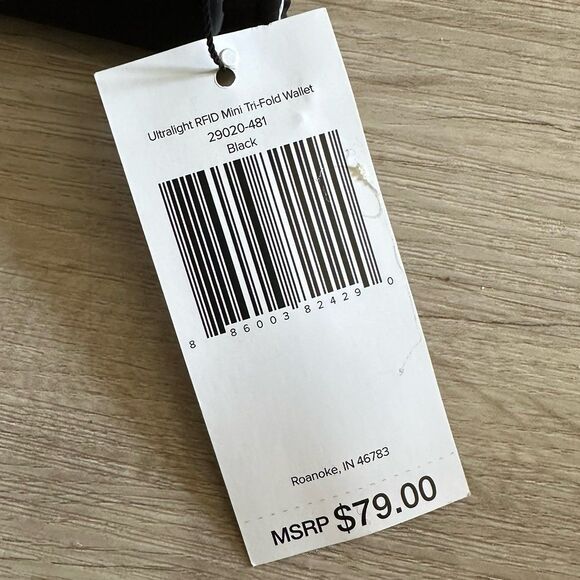 Ultralight RFID Mini Tri-Fold Wallet
29020-481
Black
8 86003 82429 0
Roanoke, IN 46783
MSRP $79.00